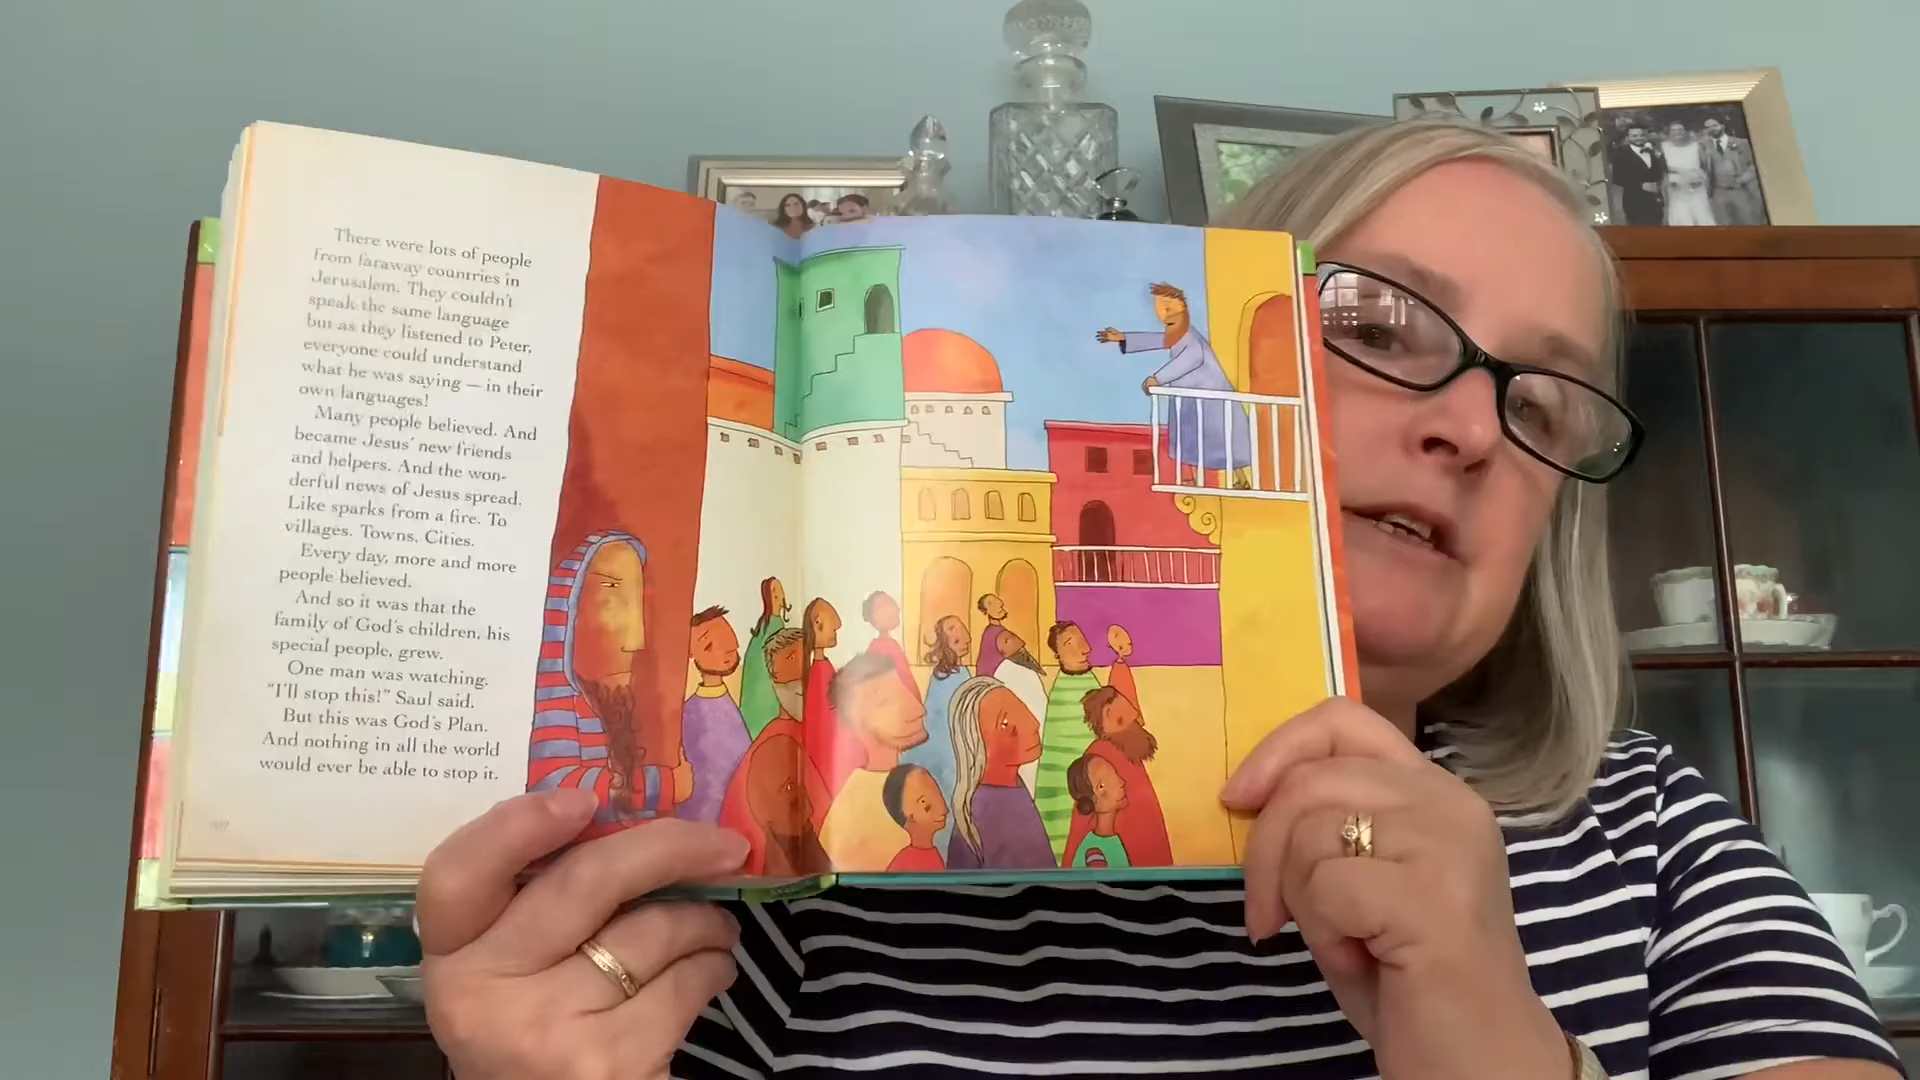 There were lots of people
from faraway countries in
Jerusalem. They couldn't
speak the same language
but as they listened to Peter,
everyone could understand
what he was saying — in their
own languages!
Many people believed. And
became Jesus' new friends
and helpers. And the won-
derful news of Jesus spread.
Like sparks from a fire. To
villages. Towns. Cities.
Every day, more and more
people believed.
And so it was that the
family of God's children, his
special people, grew.
One man was watching.
"I'll stop this!" Saul said.
But this was God's Plan.
And nothing in all the world
would ever be able to stop it.